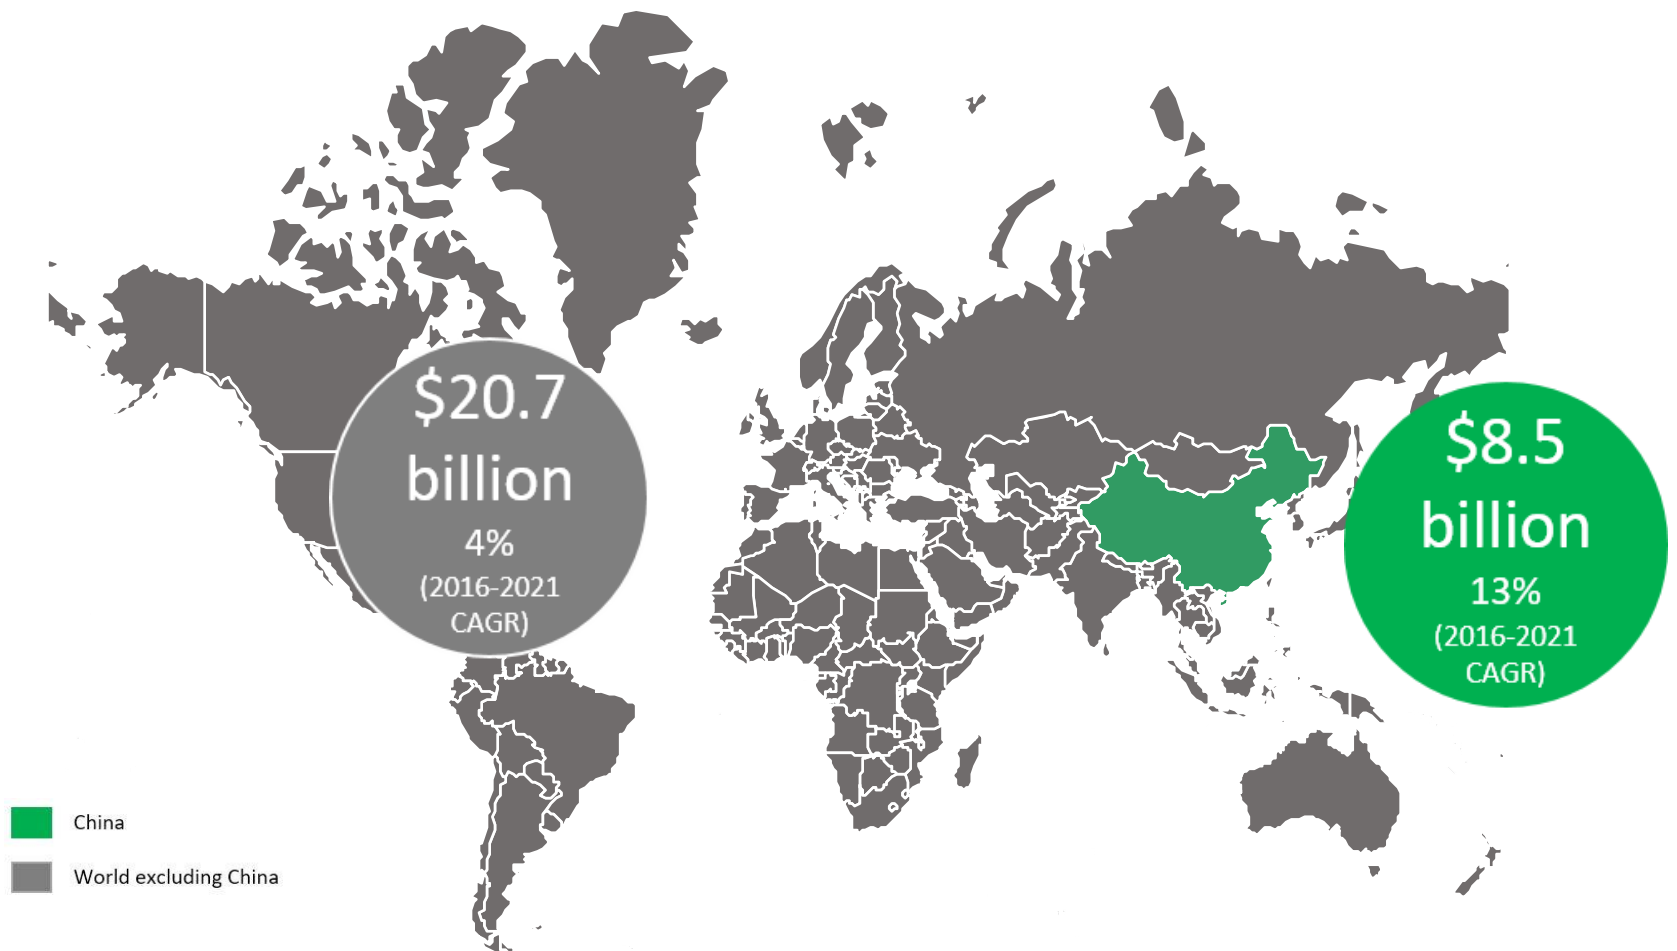 $20.7
billion
4%
(2016-2021
CAGR)
$8.5
billion
13%
(2016-2021
CAGR)
China
World excluding China